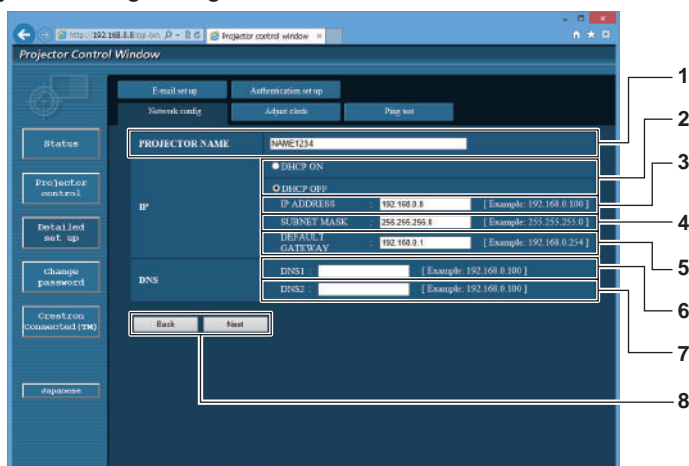 http://192.168.0.8/cgi-bin
Projector control window
Projector Control Window
E-mail set up
Authentication set up
Network config
Adjust clock
Ping test
Status
Projector
control
Detailed
set up
Change
password
Crestron
Connected(TM)
Japanese
PROJECTOR NAME
NAME1234
IP
DHCP ON
DHCP OFF
IP ADDRESS : 192.168.0.8 [ Example: 192.168.0.100 ]
SUBNET MASK : 255.255.255.0 [ Example: 255.255.255.0 ]
DEFAULT
GATEWAY : 192.168.0.1 [ Example: 192.168.0.254 ]
DNS
DNS1 : [ Example: 192.168.0.100 ]
DNS2 : [ Example: 192.168.0.100 ]
Back Next
1
2
3
4
5
6
7
8